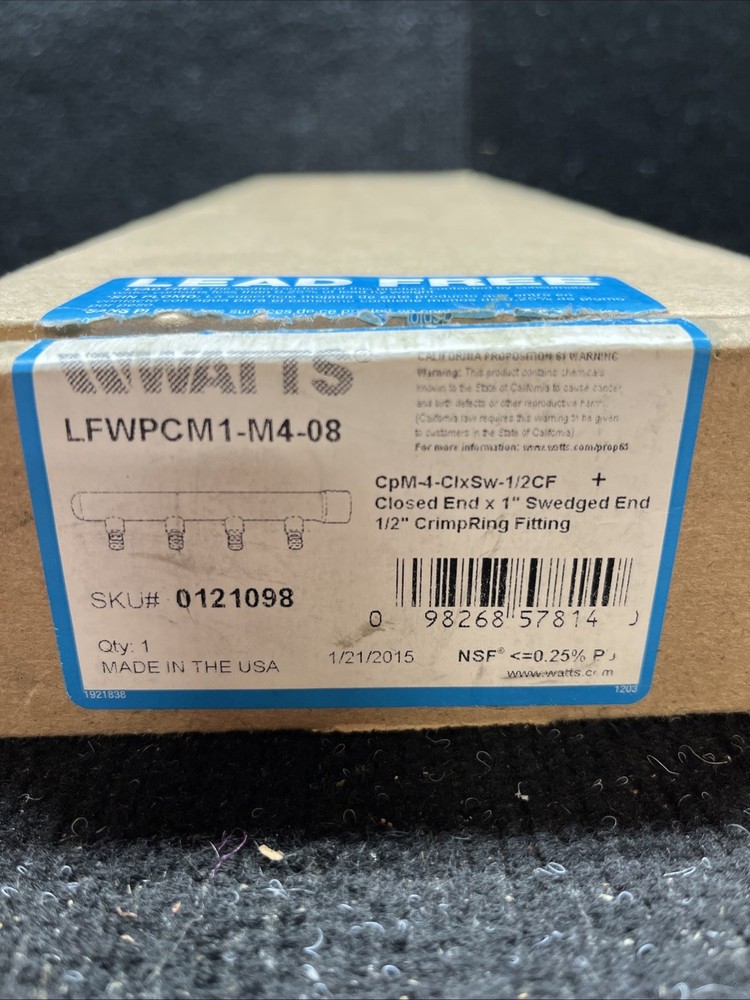 LEAD FREE
SIN PLOMO
WATTS®
LFWPCM1-M4-08
CALIFORNIA PROPOSITION 65 WARNING
Warning: This product contains chemicals
known to the State of California to cause cancer
and birth defects or other reproductive harm.
(California law requires this warning to be given
to customers in the State of California)
For more information: www.watts.com/prop65
CpM-4-ClxSw-1/2CF +
Closed End x 1" Swedged End
1/2" CrimpRing Fitting
SKU# 0121098
0 98268 57814
Qty: 1
MADE IN THE USA
1/21/2015
NSF® <=0.25%
www.watts.com
1921838
1203